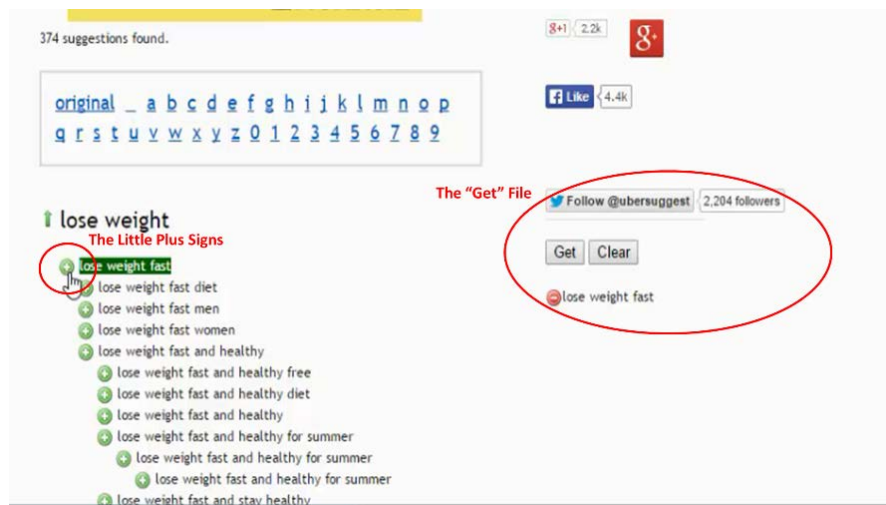 374 suggestions found.
g+1 2.2k
g+
original _ a b c d e f g h i j k l m n o p
q r s t u v w x y z 0 1 2 3 4 5 6 7 8 9
f Like 4.4k
The “Get” File
Follow @ubersuggest 2,204 followers
lose weight
The Little Plus Signs
Get Clear
lose weight fast
lose weight fast
lose weight fast diet
lose weight fast men
lose weight fast women
lose weight fast and healthy
lose weight fast and healthy free
lose weight fast and healthy diet
lose weight fast and healthy
lose weight fast and healthy for summer
lose weight fast and healthy for summer
lose weight fast and healthy for summer
lose weight fast and stay healthy